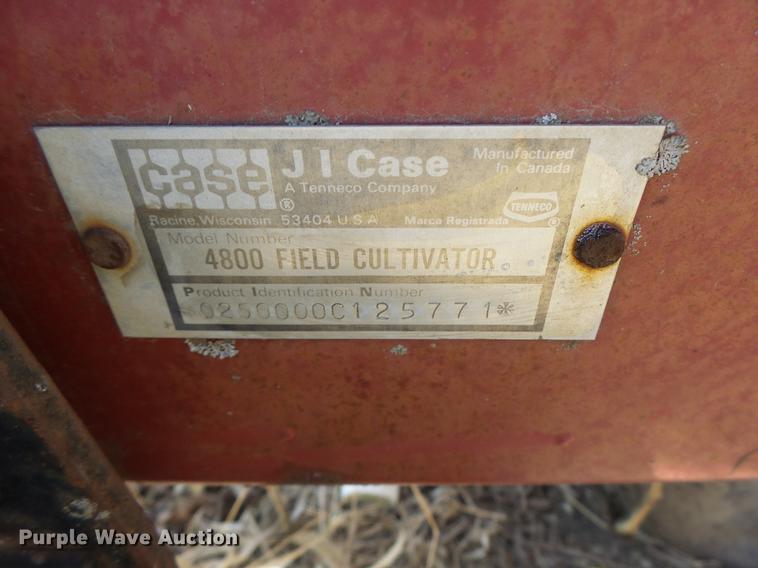 case ®
J I Case
A Tenneco Company
Manufactured
In Canada
TENNECO ®
Racine, Wisconsin 53404 U S A Marca Registrada
Model Number
4800 FIELD CULTIVATOR
Product Identification Number
*0250000C125771*
Purple Wave Auction®